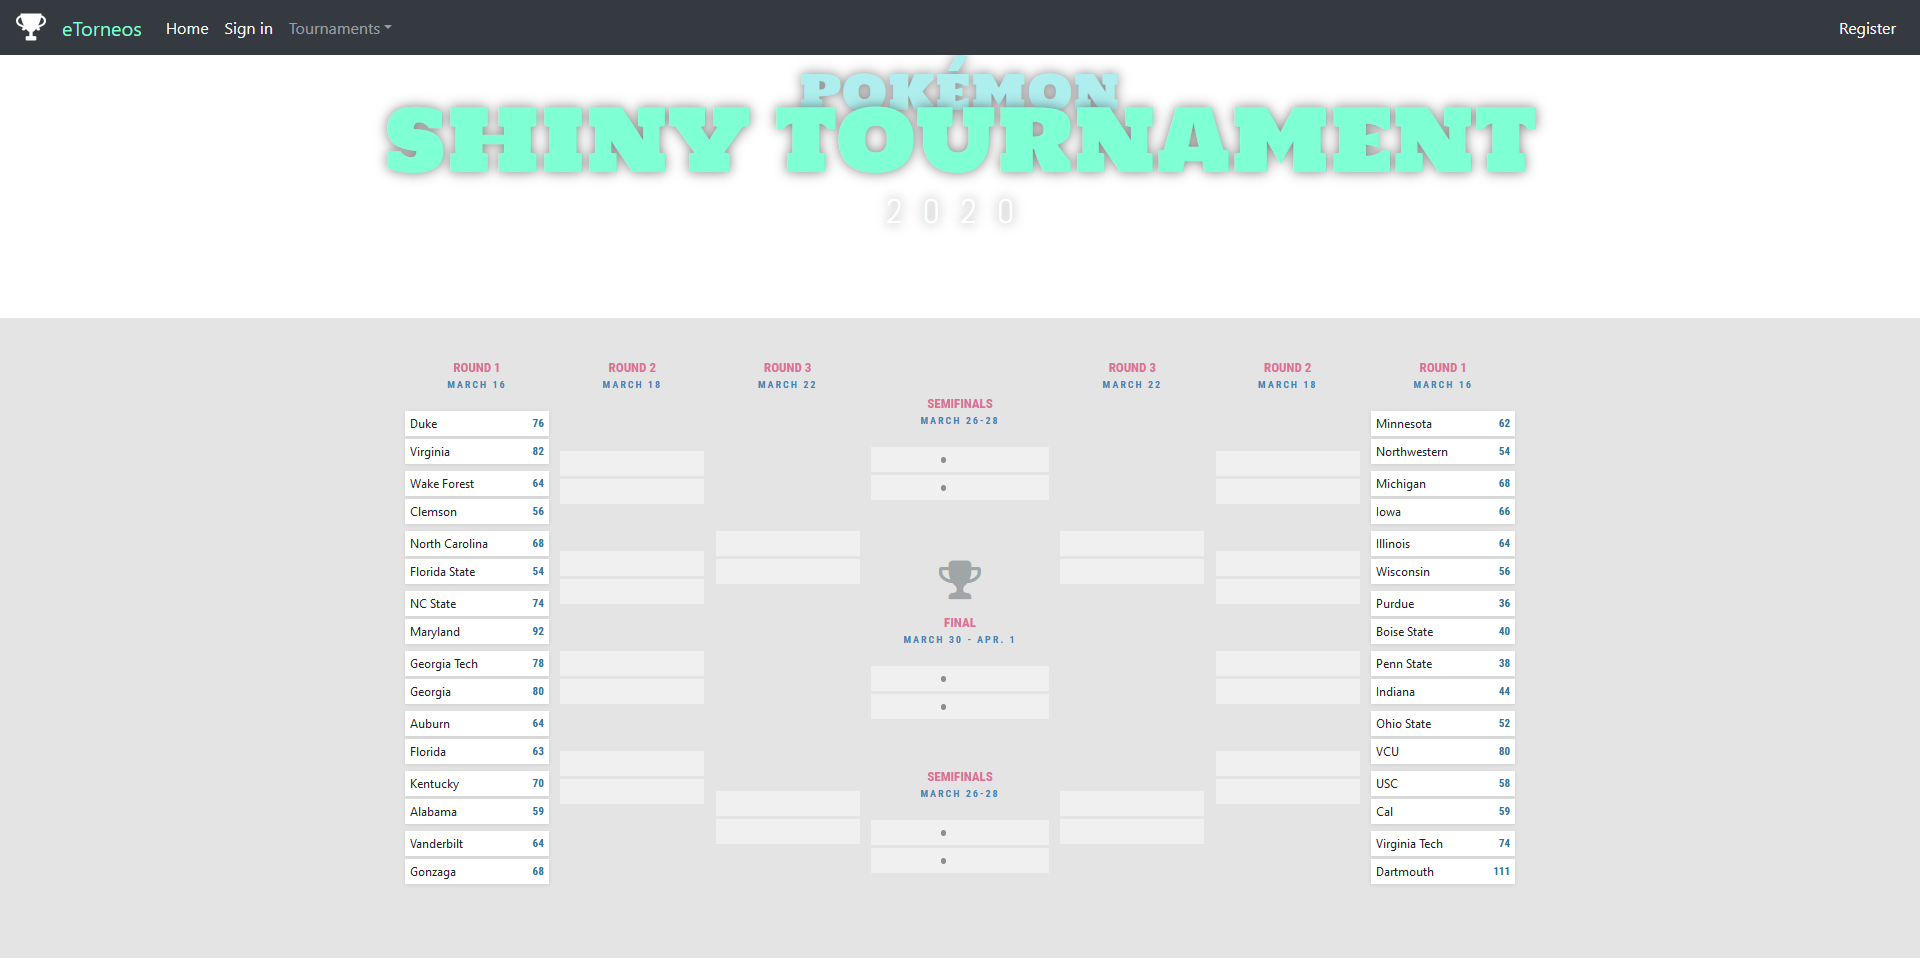 eTorneos Home Sign in Tournaments Register
POKÉMON
SHINY TOURNAMENT
2020
ROUND 1
MARCH 16
Duke 76
Virginia 82
Wake Forest 64
Clemson 56
North Carolina 68
Florida State 54
NC State 74
Maryland 92
Georgia Tech 78
Georgia 80
Auburn 64
Florida 63
Kentucky 70
Alabama 59
Vanderbilt 64
Gonzaga 68
ROUND 2
MARCH 18
ROUND 3
MARCH 22
SEMIFINALS
MARCH 26-28
FINAL
MARCH 30 - APR. 1
SEMIFINALS
MARCH 26-28
ROUND 3
MARCH 22
ROUND 2
MARCH 18
ROUND 1
MARCH 16
Minnesota 62
Northwestern 54
Michigan 68
Iowa 66
Illinois 64
Wisconsin 56
Purdue 36
Boise State 40
Penn State 38
Indiana 44
Ohio State 52
VCU 80
USC 58
Cal 59
Virginia Tech 74
Dartmouth 111